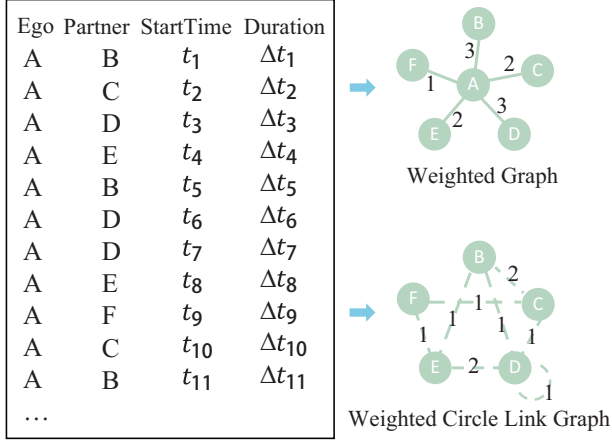 Ego Partner StartTime Duration
A B t1 Δt1
A C t2 Δt2
A D t3 Δt3
A E t4 Δt4
A B t5 Δt5
A D t6 Δt6
A D t7 Δt7
A E t8 Δt8
A F t9 Δt9
A C t10 Δt10
A B t11 Δt11
...
B
F 3 2 C
1 A
2 3
E D
Weighted Graph
B
2
F 1 C
1 1 1 1
E 2 D
1
Weighted Circle Link Graph